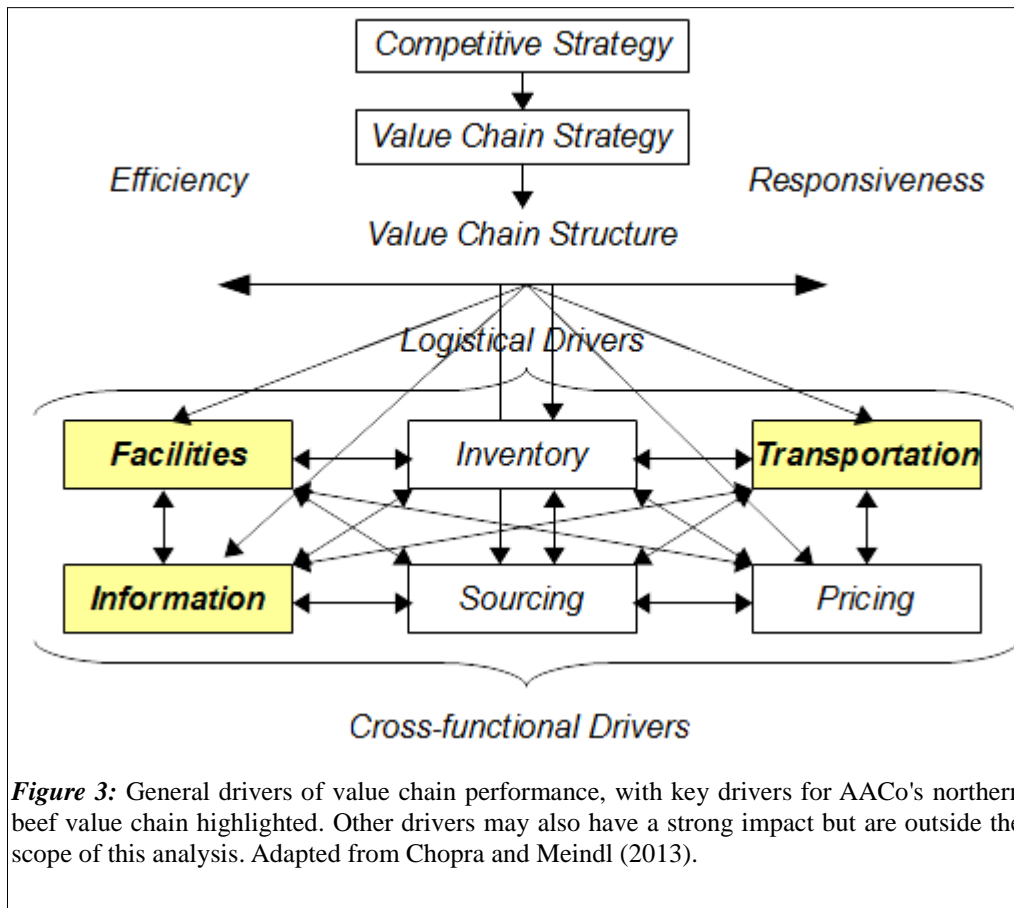 Competitive Strategy
Value Chain Strategy
Efficiency
Responsiveness
Value Chain Structure
Logistical Drivers
Facilities
Inventory
Transportation
Information
Sourcing
Pricing
Cross-functional Drivers
Figure 3: General drivers of value chain performance, with key drivers for AACo's northern
beef value chain highlighted. Other drivers may also have a strong impact but are outside the
scope of this analysis. Adapted from Chopra and Meindl (2013).